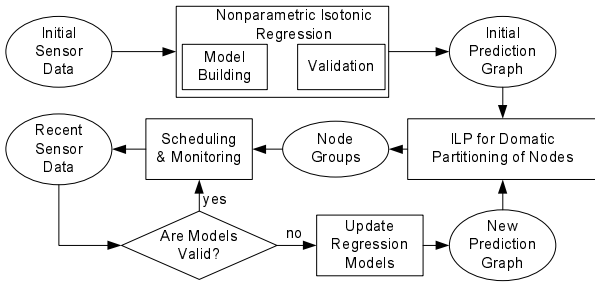 Initial
Sensor
Data
Nonparametric Isotonic
Regression
Model
Building
Validation
Initial
Prediction
Graph
Recent
Sensor
Data
Scheduling
& Monitoring
Node
Groups
ILP for Domatic
Partitioning of Nodes
yes
Are Models
Valid?
no
Update
Regression
Models
New
Prediction
Graph